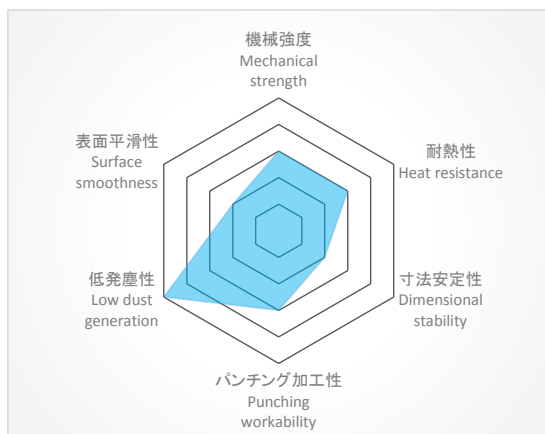 機械強度
Mechanical
strength
表面平滑性
Surface
smoothness
耐熱性
Heat resistance
低発塵性
Low dust
generation
寸法安定性
Dimensional
stability
パンチング加工性
Punching
workability